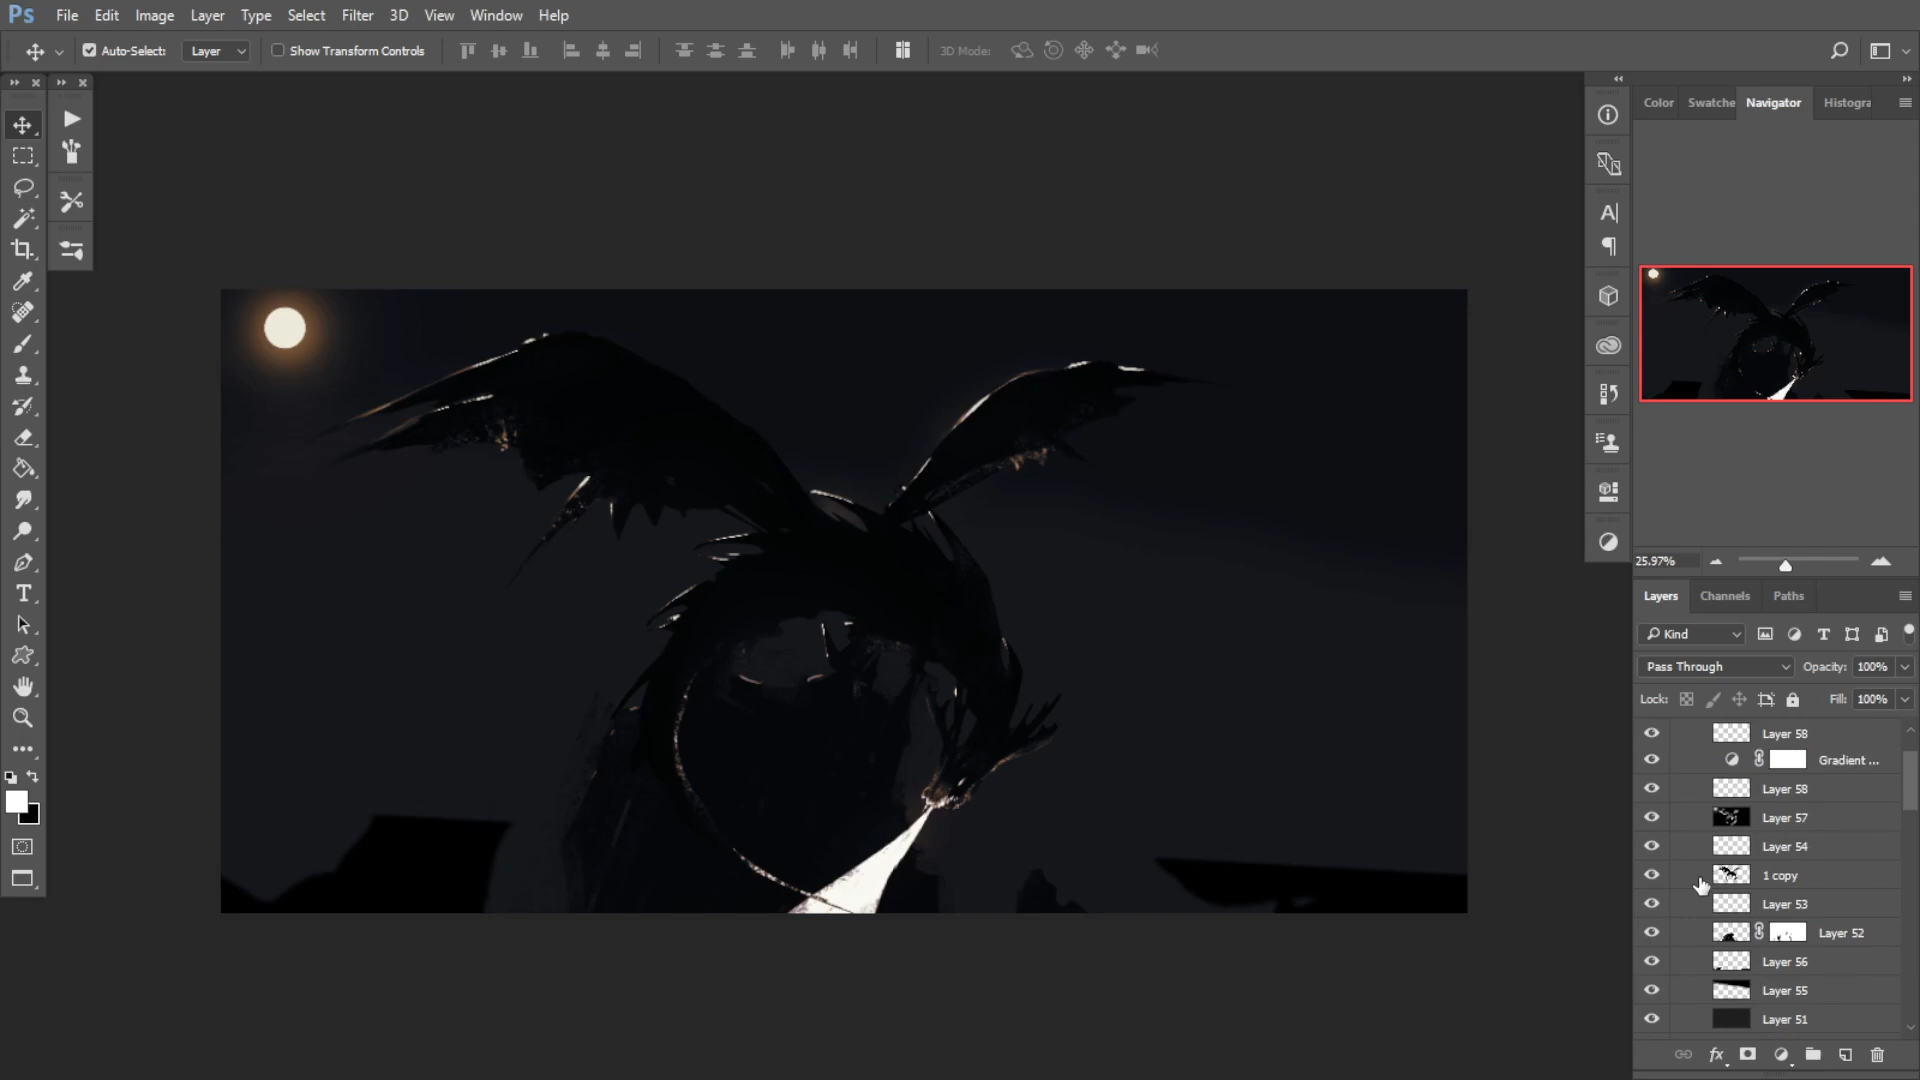 Ps File Edit Image Layer Type Select Filter 3D View Window Help
Auto-Select: Layer Show Transform Controls 3D Mode:
Color Swatche Navigator Histogra
25.97%
Layers Channels Paths
Kind
Pass Through Opacity: 100%
Lock: Fill: 100%
Layer 58
Gradient ...
Layer 58
Layer 57
Layer 54
1 copy
Layer 53
Layer 52
Layer 56
Layer 55
Layer 51
fx